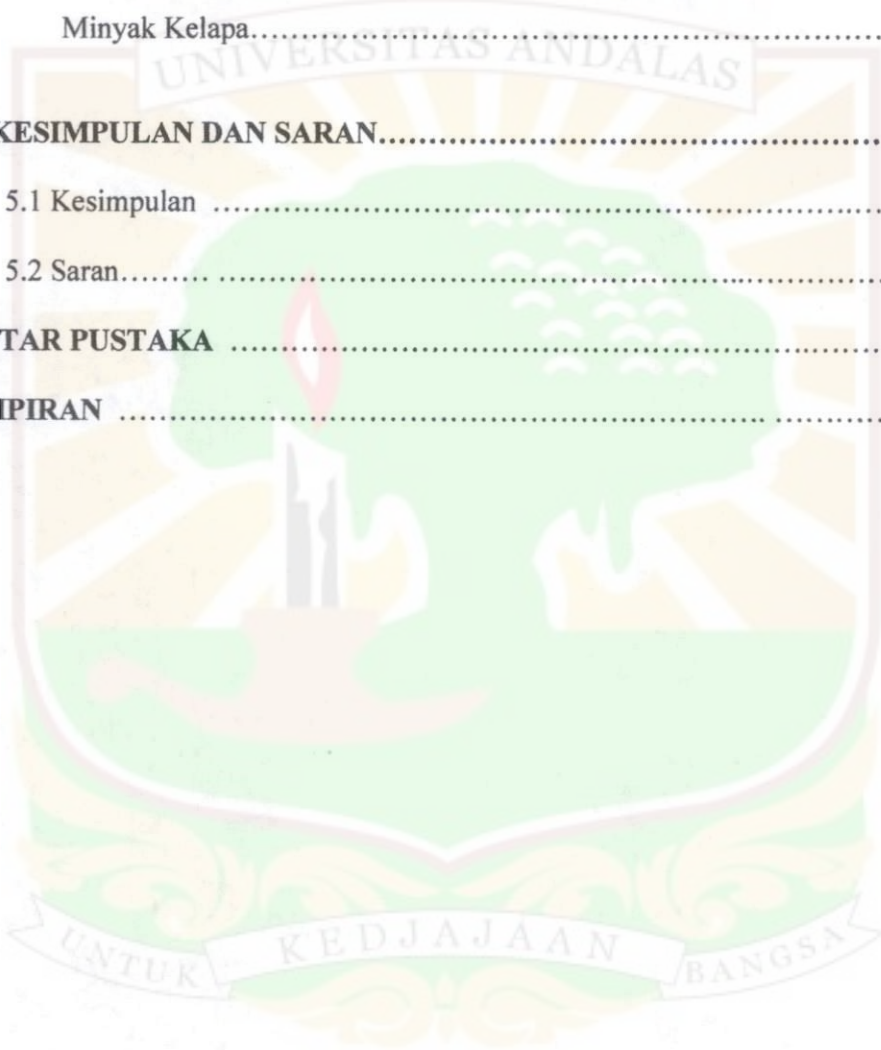 Minyak Kelapa..........................................................................
UNIVERSITAS ANDALAS
KESIMPULAN DAN SARAN..........................................................
5.1 Kesimpulan ..........................................................................
5.2 Saran......... ..........................................................................
TAR PUSTAKA ..........................................................................
IPIRAN ..........................................................................
UNTUK KEDJAJAAN BANGSA